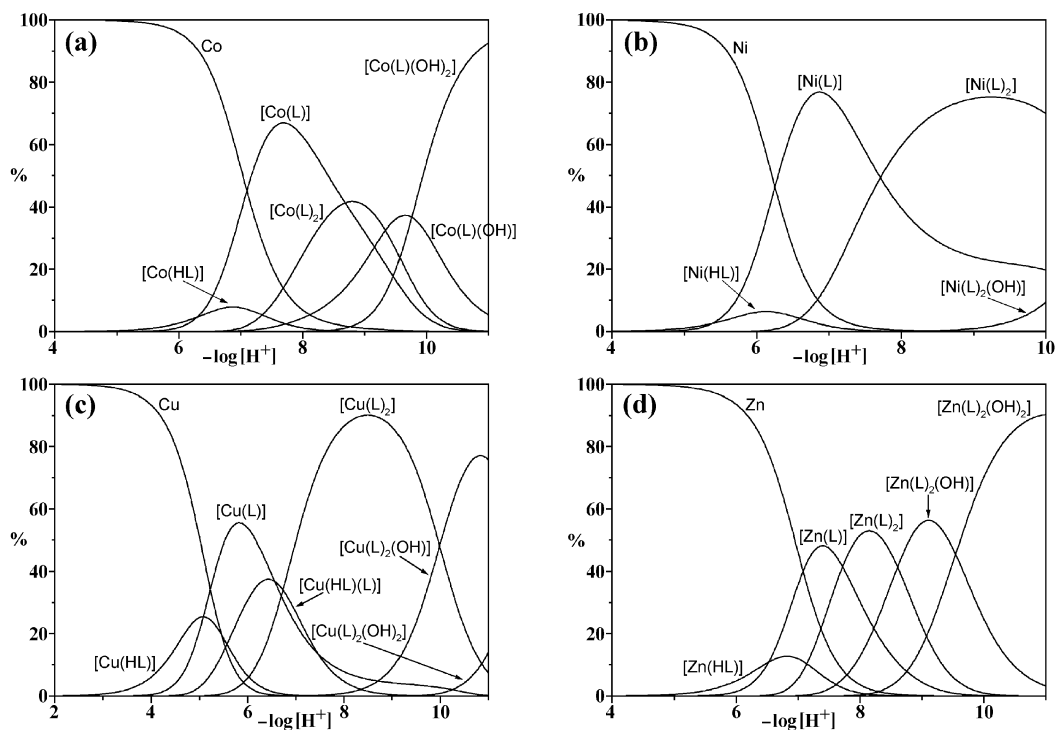 (a)
100
80
60
40
20
0
%
Co
[Co(L)(OH)₂]
[Co(L)]
[Co(L)₂]
[Co(L)(OH)]
[Co(HL)]
4 6 8 10
−log[H⁺]
(b)
100
80
60
40
20
0
%
Ni
[Ni(L)]
[Ni(L)₂]
[Ni(HL)]
[Ni(L)₂(OH)]
4 6 8 10
−log[H⁺]
(c)
100
80
60
40
20
0
%
Cu
[Cu(L)₂]
[Cu(L)]
[Cu(L)₂(OH)]
[Cu(HL)(L)]
[Cu(L)₂(OH)₂]
[Cu(HL)]
2 4 6 8 10
−log[H⁺]
(d)
100
80
60
40
20
0
%
Zn
[Zn(L)₂(OH)₂]
[Zn(L)₂(OH)]
[Zn(L)]
[Zn(L)₂]
[Zn(HL)]
4 6 8 10
−log[H⁺]